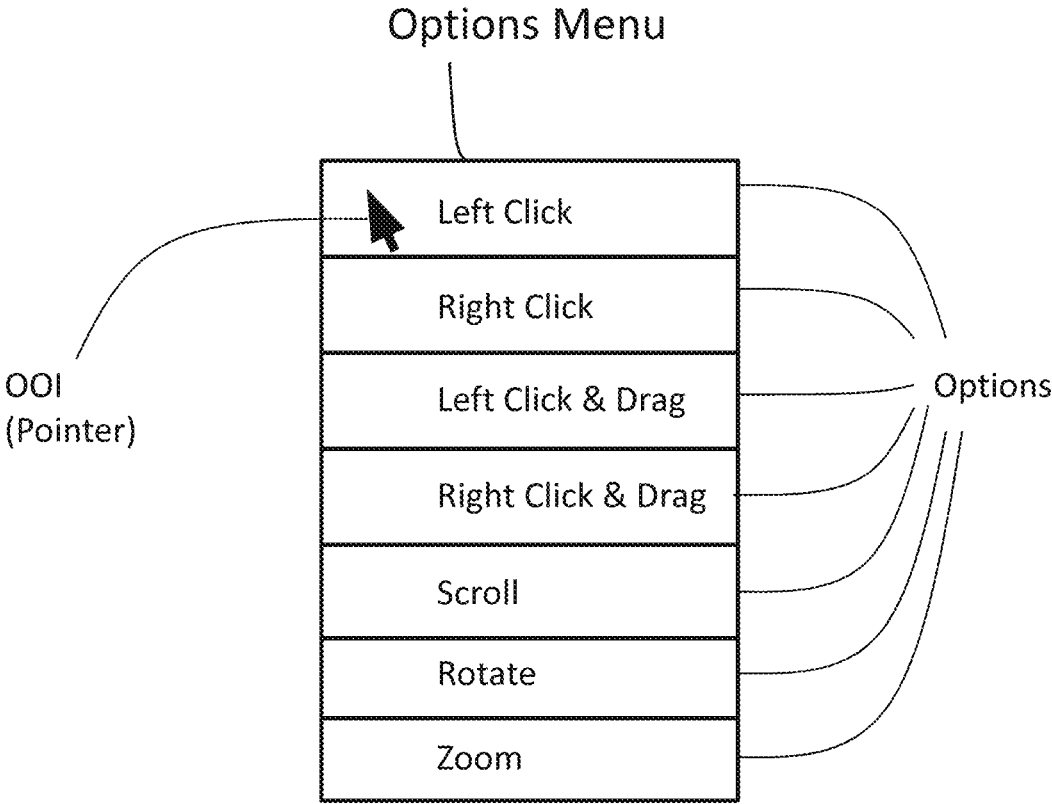 Options Menu
Left Click
Right Click
OOI
(Pointer)
Left Click & Drag
Options
Right Click & Drag
Scroll
Rotate
Zoom